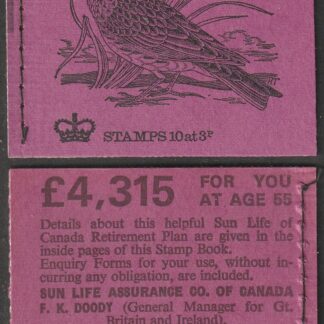 STAMPS 10 at 3P
£4,315 FOR YOU
AT AGE 55
Details about this helpful Sun Life of
Canada Retirement Plan are given in the
inside pages of this Stamp Book.
Enquiry Forms for your use, without in-
curring any obligation, are included.
SUN LIFE ASSURANCE CO. OF CANADA
F. K. DOODY (General Manager for Gt.
Britain and Ireland)